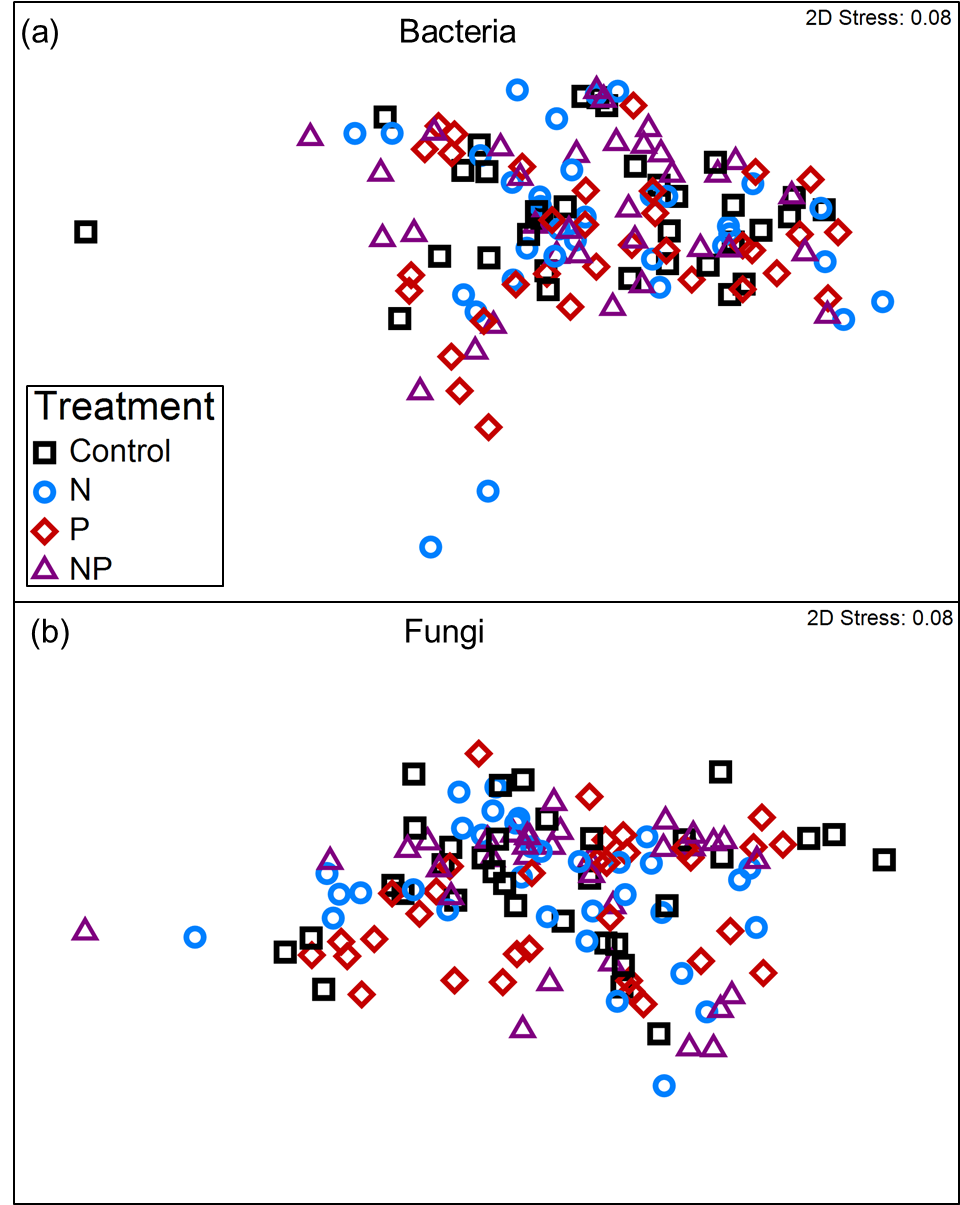 (a)
Bacteria
2D Stress: 0.08
Treatment
Control
N
P
NP
(b)
Fungi
2D Stress: 0.08